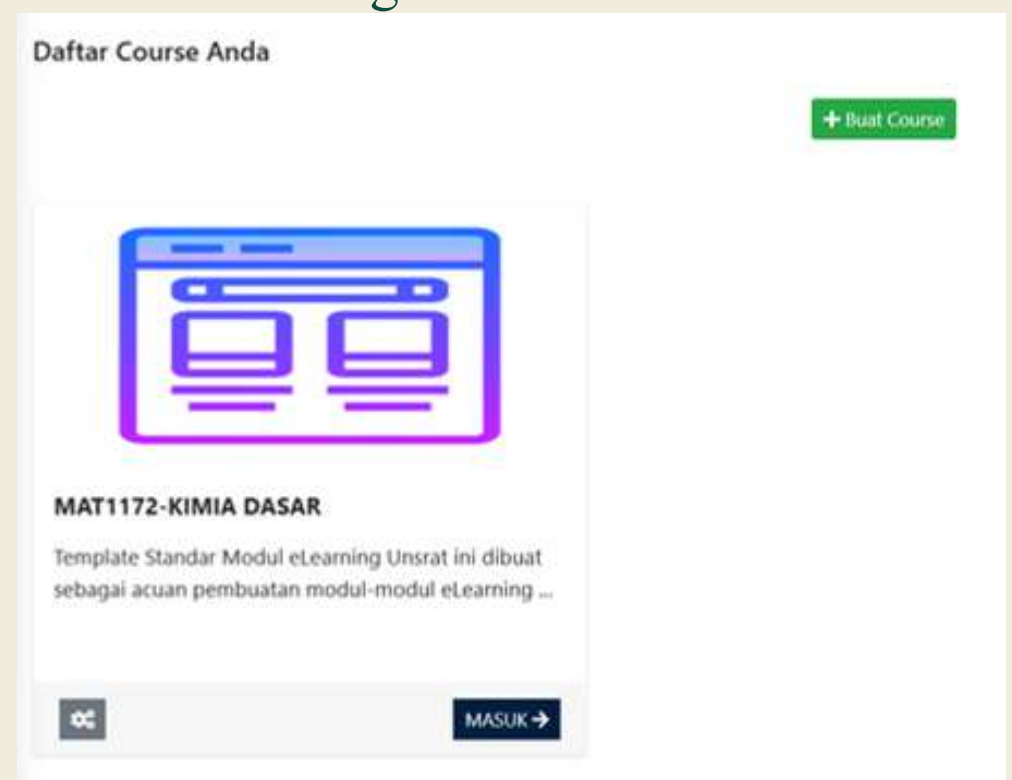 Daftar Course Anda
+ Buat Course
MAT1172-KIMIA DASAR
Template Standar Modul eLearning Unsrat ini dibuat
sebagai acuan pembuatan modul-modul eLearning ...
MASUK →